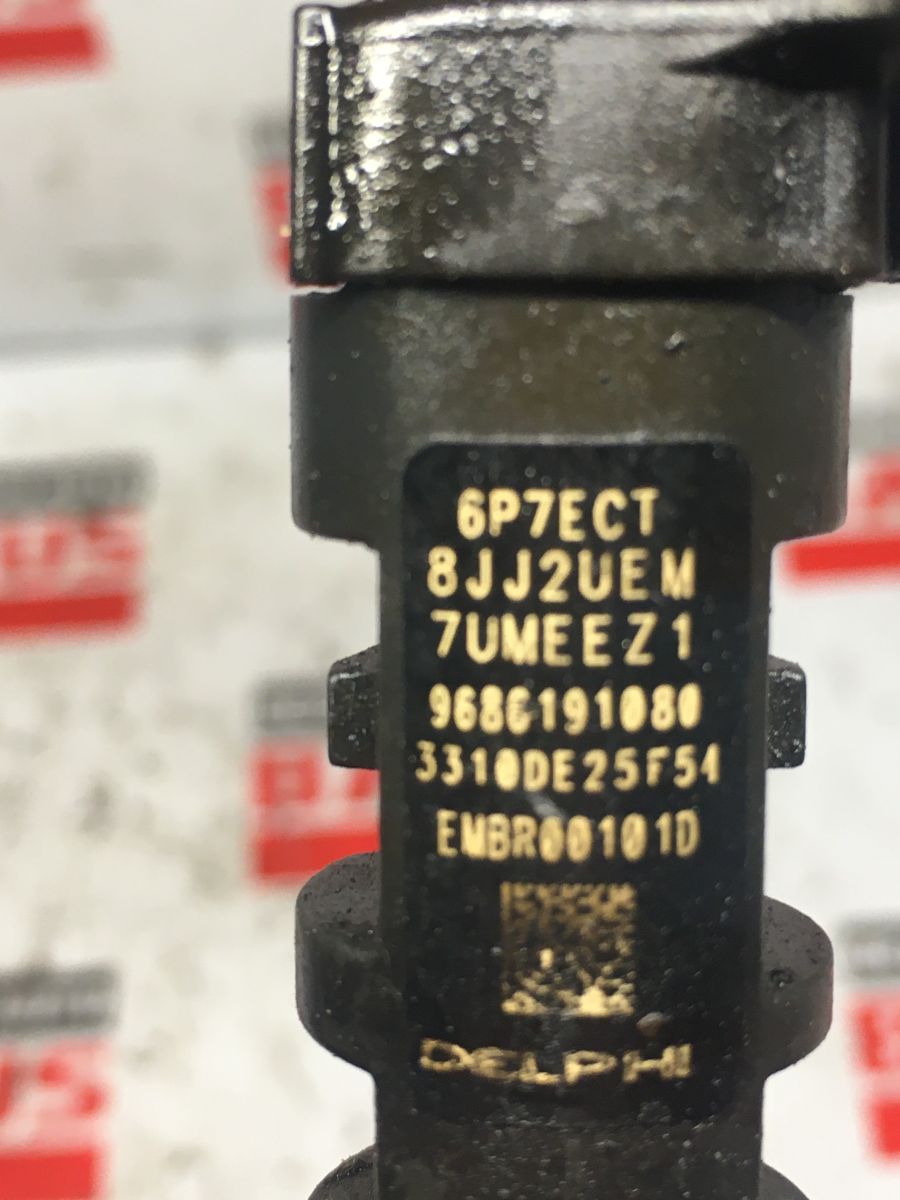 6P7ECT
8JJ2UEM
7UMEEZ1
9686191080
3310DE25F54
EMBR00101D
DELPHI